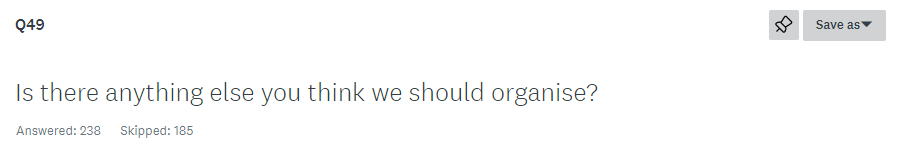 Q49
Save as
Is there anything else you think we should organise?
Answered: 238 Skipped: 185